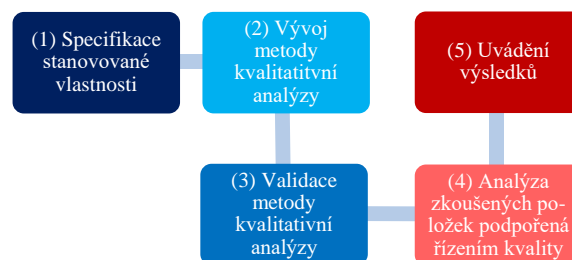 (1) Specifikace
stanovované
vlastnosti
(2) Vývoj
metody
kvalitatitvní
analýzy
(3) Validace
metody
kvalitativní
analýzy
(4) Analýza
zkoušených po-
ložek podpořená
řízením kvality
(5) Uvádění
výsledků